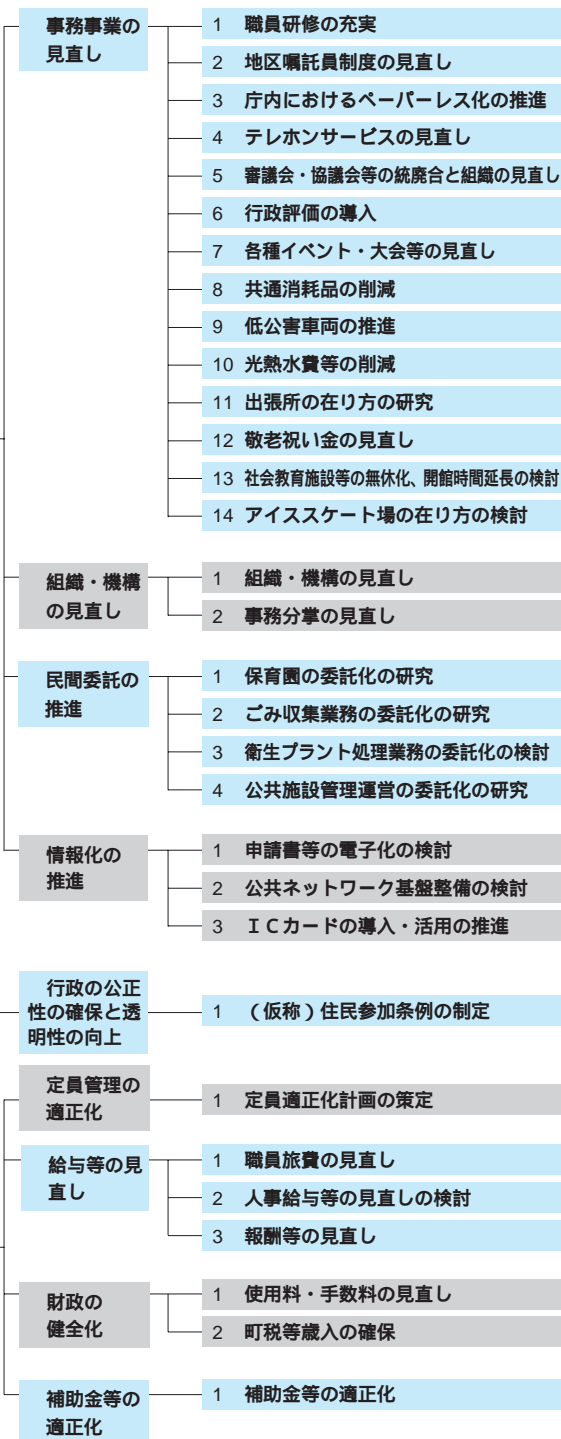 事務事業の
見直し
1 職員研修の充実
2 地区嘱託員制度の見直し
3 庁内におけるペーパーレス化の推進
4 テレホンサービスの見直し
5 審議会・協議会等の統廃合と組織の見直し
6 行政評価の導入
7 各種イベント・大会等の見直し
8 共通消耗品の削減
9 低公害車両の推進
10 光熱水費等の削減
11 出張所の在り方の研究
12 敬老祝い金の見直し
13 社会教育施設等の無休化、開館時間延長の検討
14 アイススケート場の在り方の検討
組織・機構
の見直し
1 組織・機構の見直し
2 事務分掌の見直し
民間委託の
推進
1 保育園の委託化の研究
2 ごみ収集業務の委託化の研究
3 衛生プラント処理業務の委託化の検討
4 公共施設管理運営の委託化の研究
情報化の
推進
1 申請書等の電子化の検討
2 公共ネットワーク基盤整備の検討
3 ＩＣカードの導入・活用の推進
行政の公正
性の確保と透
明性の向上
1 （仮称）住民参加条例の制定
定員管理の
適正化
1 定員適正化計画の策定
給与等の見
直し
1 職員旅費の見直し
2 人事給与等の見直しの検討
3 報酬等の見直し
財政の
健全化
1 使用料・手数料の見直し
2 町税等歳入の確保
補助金等の
適正化
1 補助金等の適正化